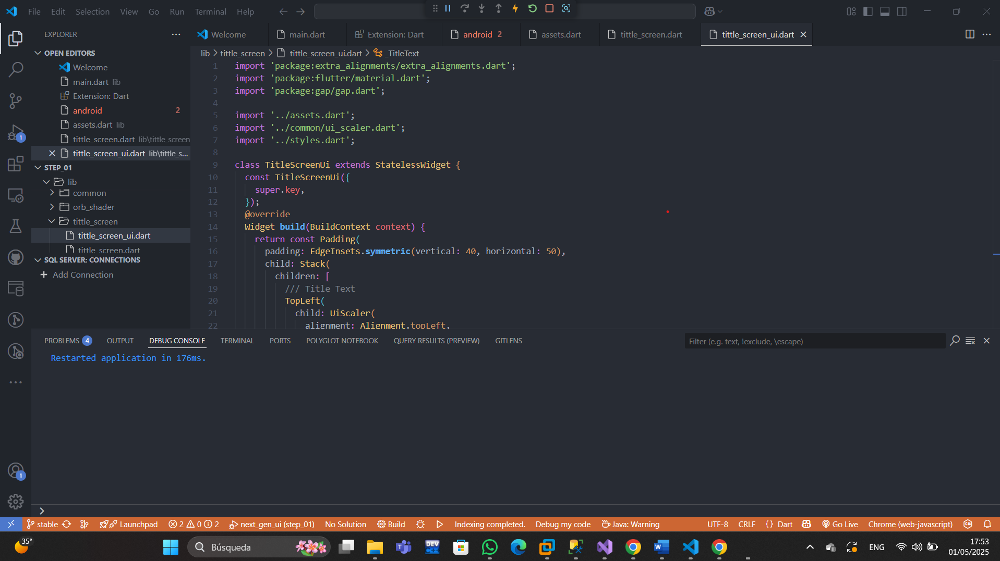 File Edit Selection View Go Run Terminal Help
EXPLORER
OPEN EDITORS
Welcome
main.dart lib
Extension: Dart
android 2
assets.dart lib
tittle_screen.dart lib\tittle_screen
tittle_screen_ui.dart lib\tittle_s...
STEP_01
lib
common
orb_shader
tittle_screen
tittle_screen_ui.dart
tittle_screen.dart
SQL SERVER: CONNECTIONS
Add Connection
1
1
Welcome main.dart Extension: Dart android 2 assets.dart tittle_screen.dart tittle_screen_ui.dart
lib > tittle_screen > tittle_screen_ui.dart > _TitleText
1 import 'package:extra_alignments/extra_alignments.dart';
2 import 'package:flutter/material.dart';
3 import 'package:gap/gap.dart';
4
5 import '../assets.dart';
6 import '../common/ui_scaler.dart';
7 import '../styles.dart';
8
9 class TitleScreenUi extends StatelessWidget {
10 const TitleScreenUi({
11 super.key,
12 });
13 @override
14 Widget build(BuildContext context) {
15 return const Padding(
16 padding: EdgeInsets.symmetric(vertical: 40, horizontal: 50),
17 child: Stack(
18 children: [
19 /// Title Text
20 TopLeft(
21 child: UiScaler(
22 alignment: Alignment.topLeft,
PROBLEMS 4 OUTPUT DEBUG CONSOLE TERMINAL PORTS POLYGLOT NOTEBOOK QUERY RESULTS (PREVIEW) GITLENS
Filter (e.g. text, !exclude, \escape)
Restarted application in 176ms.
stable Launchpad 2 0 2 next_gen_ui (step_01) No Solution Build Indexing completed. Debug my code Java: Warning UTF-8 CRLF {} Dart Go Live Chrome (web-javascript)
35°
Búsqueda
DEV C++
ENG
17:53
01/05/2025